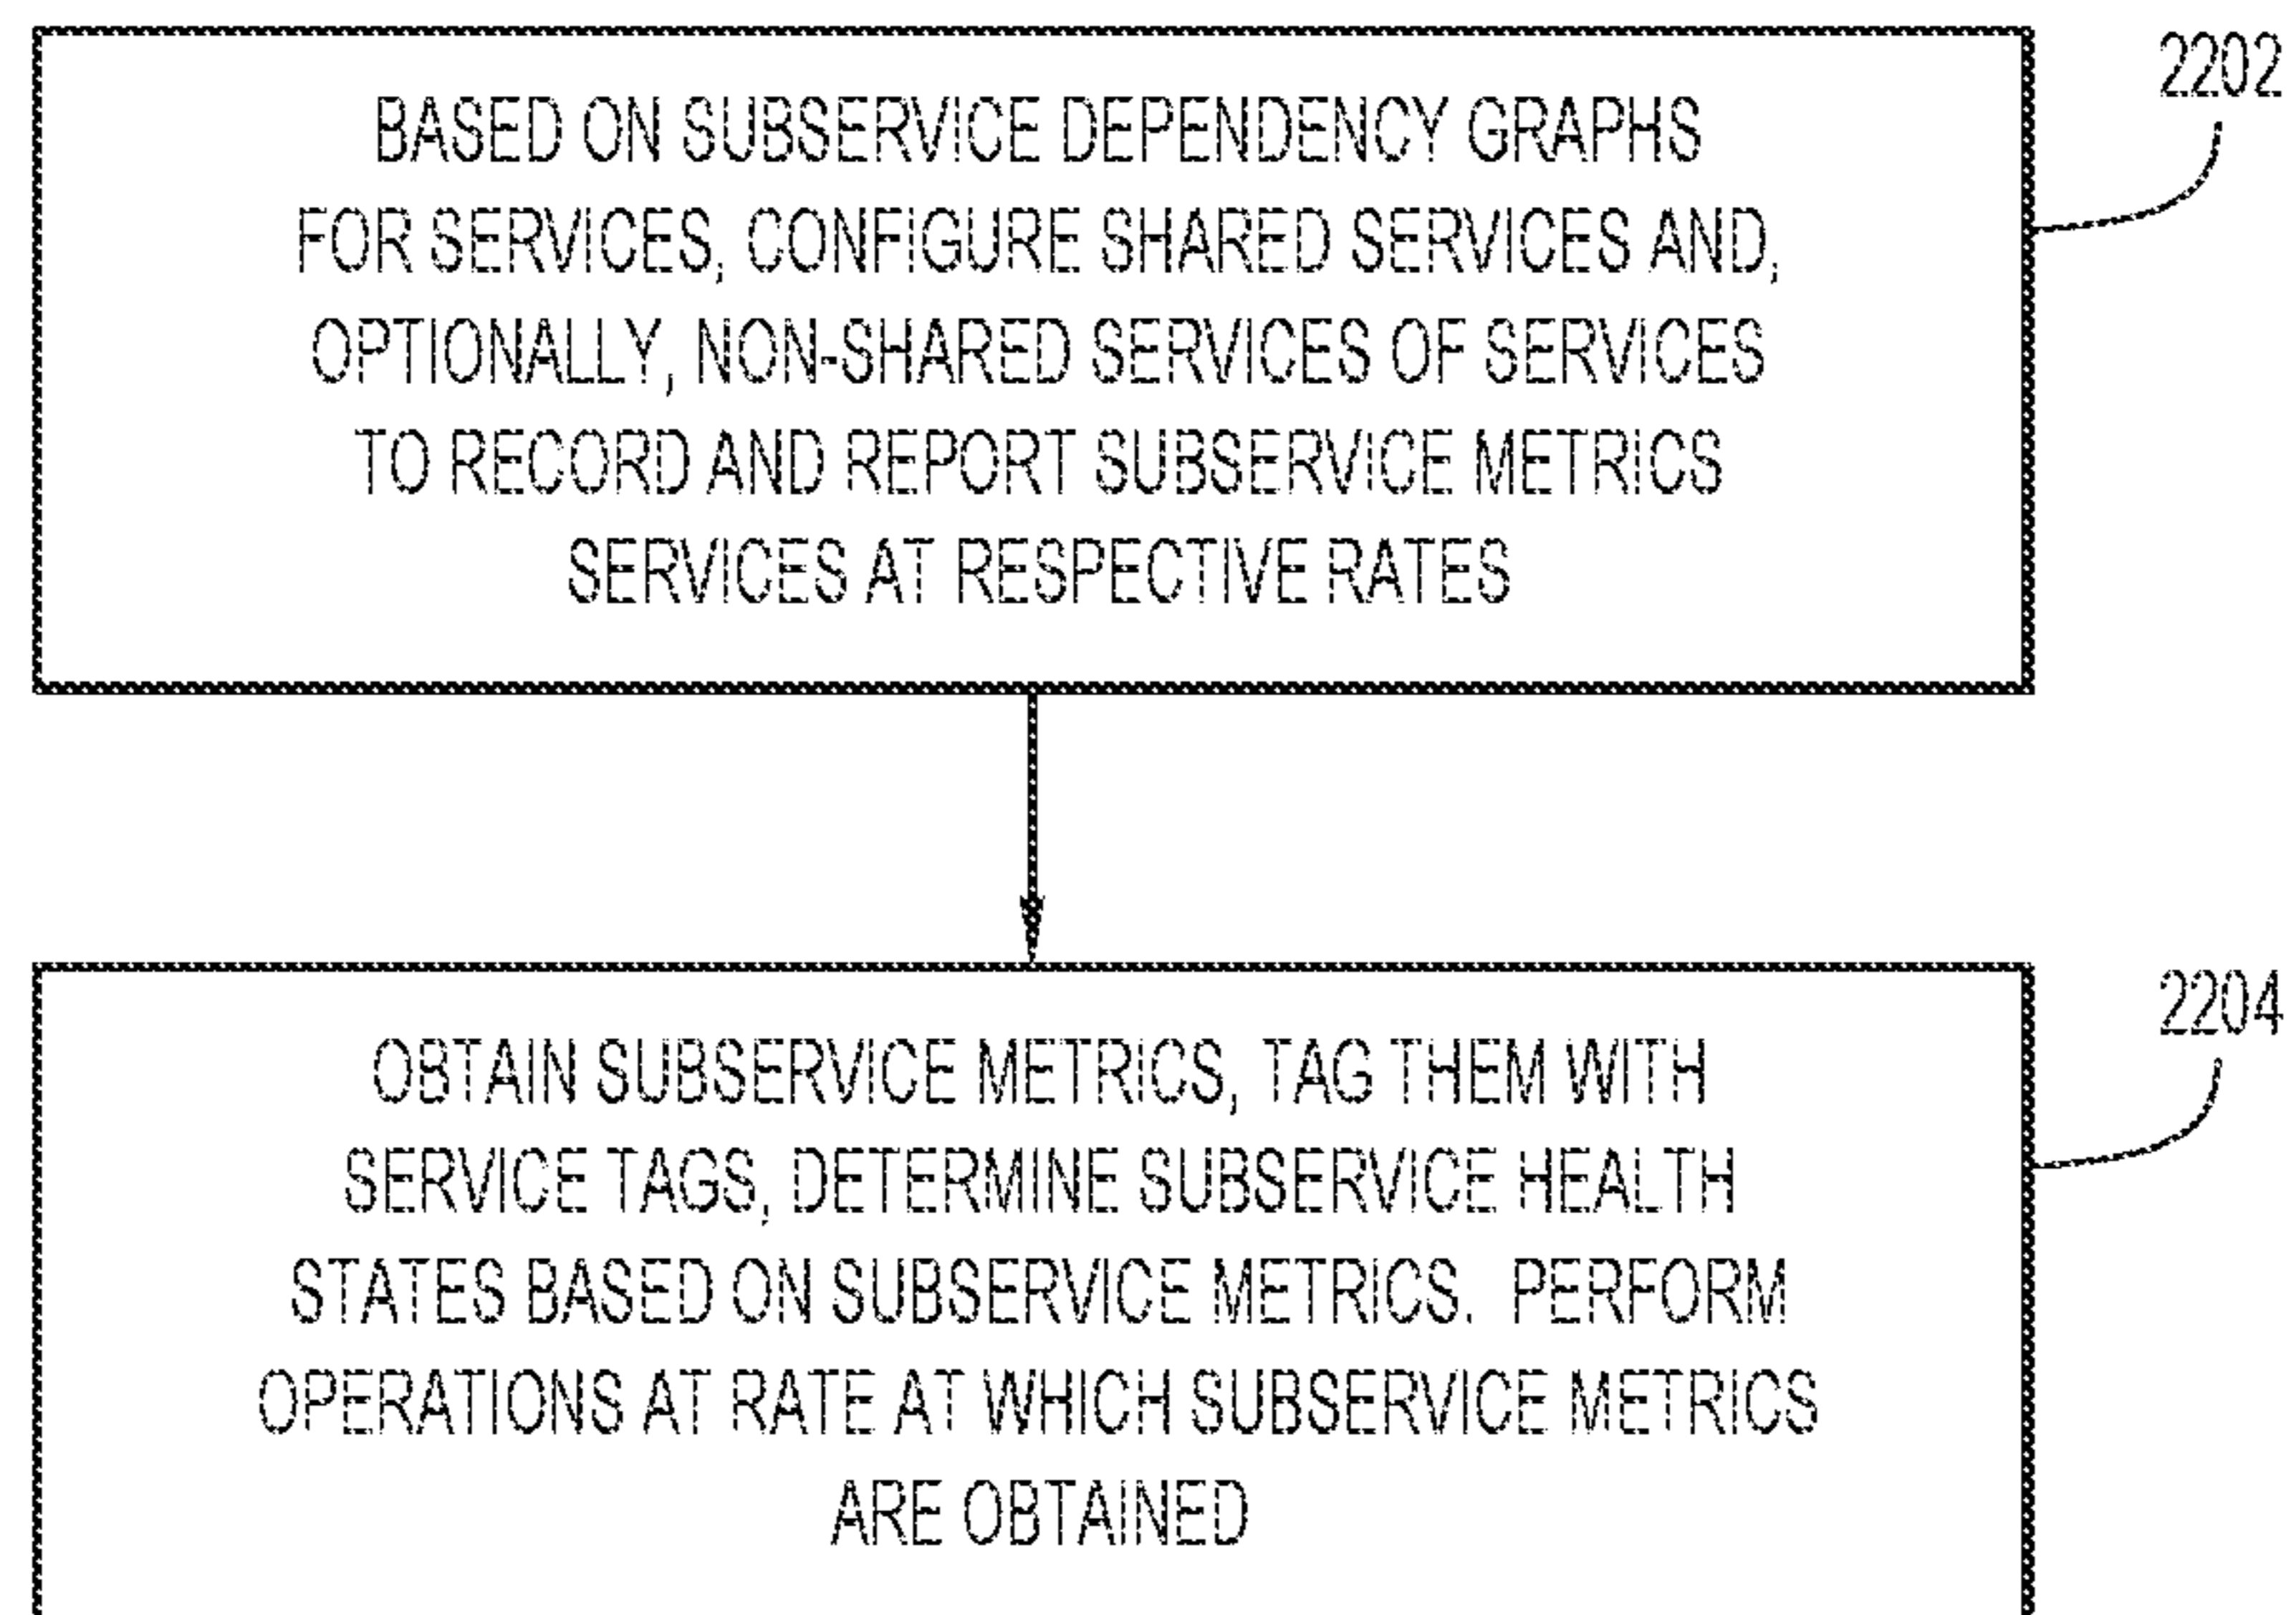 BASED ON SUBSERVICE DEPENDENCY GRAPHS
FOR SERVICES, CONFIGURE SHARED SERVICES AND,
OPTIONALLY, NON-SHARED SERVICES OF SERVICES
TO RECORD AND REPORT SUBSERVICE METRICS
SERVICES AT RESPECTIVE RATES
2202
OBTAIN SUBSERVICE METRICS, TAG THEM WITH
SERVICE TAGS, DETERMINE SUBSERVICE HEALTH
STATES BASED ON SUBSERVICE METRICS.  PERFORM
OPERATIONS AT RATE AT WHICH SUBSERVICE METRICS
ARE OBTAINED
2204